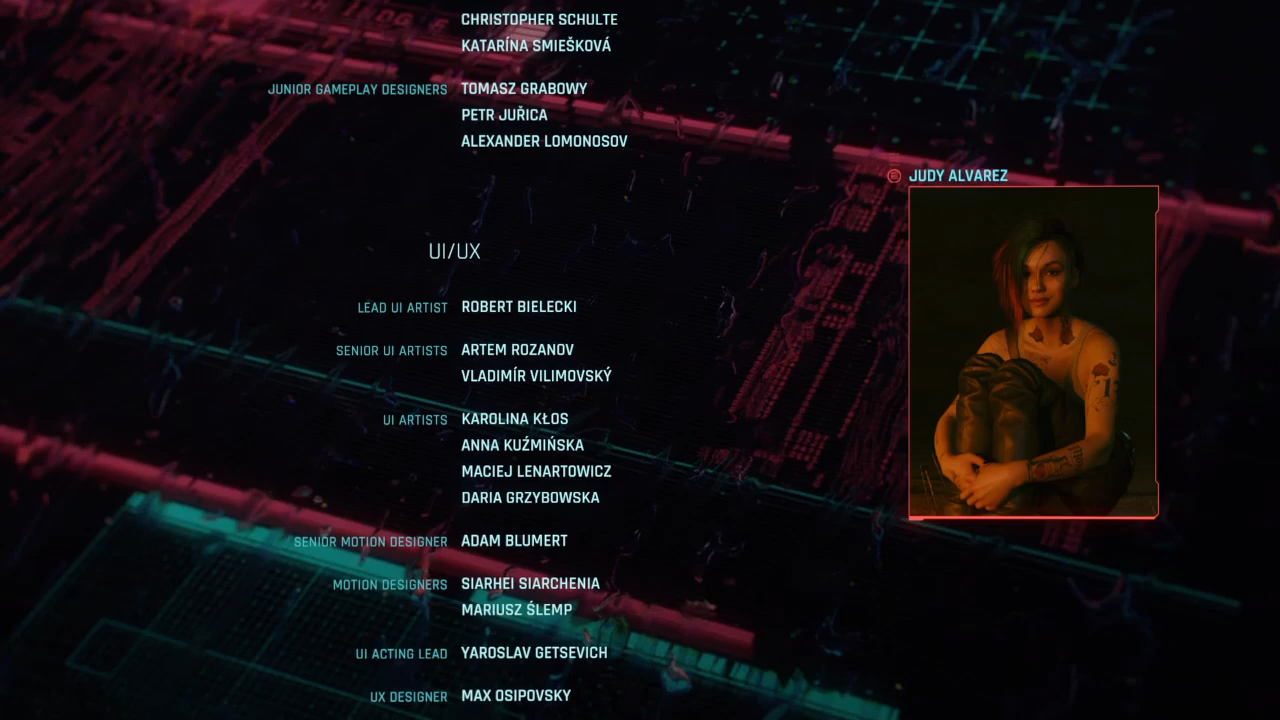 CHRISTOPHER SCHULTE
KATARÍNA SMIEŠKOVÁ
JUNIOR GAMEPLAY DESIGNERS TOMASZ GRABOWY
PETR JUŘICA
ALEXANDER LOMONOSOV
JUDY ALVAREZ
UI/UX
LEAD UI ARTIST ROBERT BIELECKI
SENIOR UI ARTISTS ARTEM ROZANOV
VLADIMÍR VILIMOVSKÝ
UI ARTISTS KAROLINA KŁOS
ANNA KUŹMIŃSKA
MACIEJ LENARTOWICZ
DARIA GRZYBOWSKA
SENIOR MOTION DESIGNER ADAM BLUMERT
MOTION DESIGNERS SIARHEI SIARCHENIA
MARIUSZ ŚLEMP
UI ACTING LEAD YAROSLAV GETSEVICH
UX DESIGNER MAX OSIPOVSKY